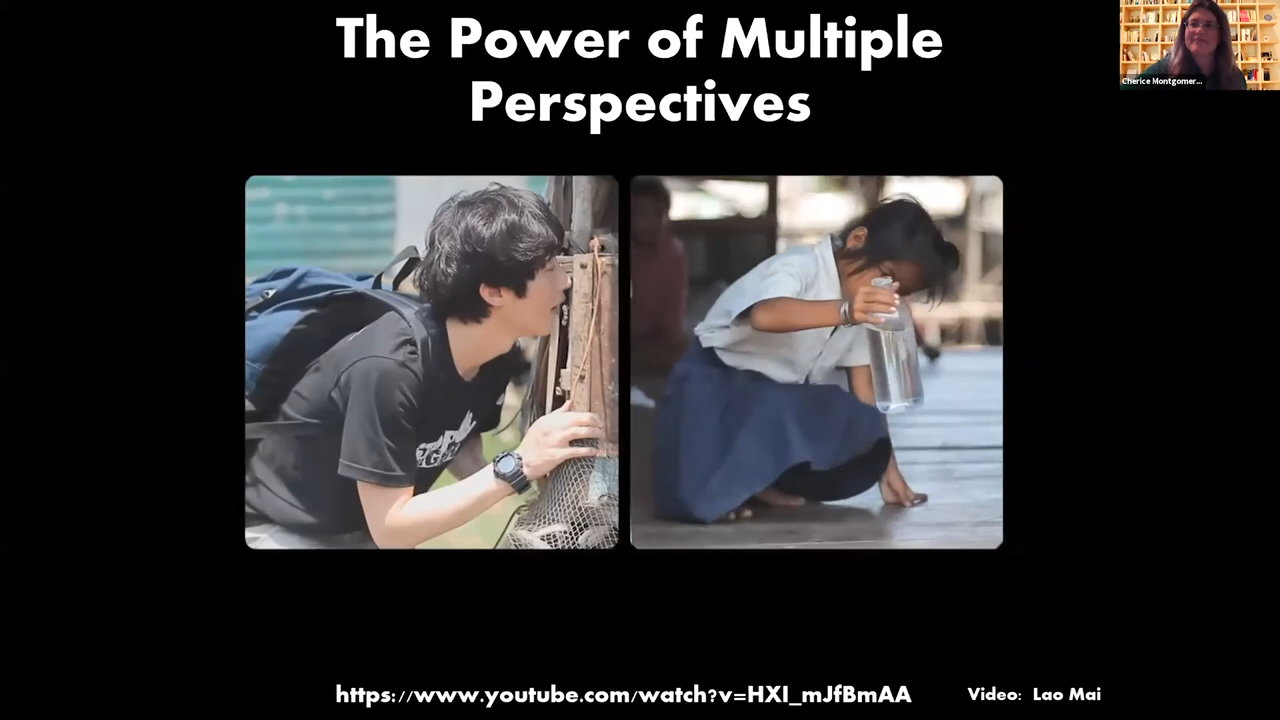 The Power of Multiple
Perspectives
Cherice Montgomer...
https://www.youtube.com/watch?v=HXI_mJfBmAA
Video: Lao Mai